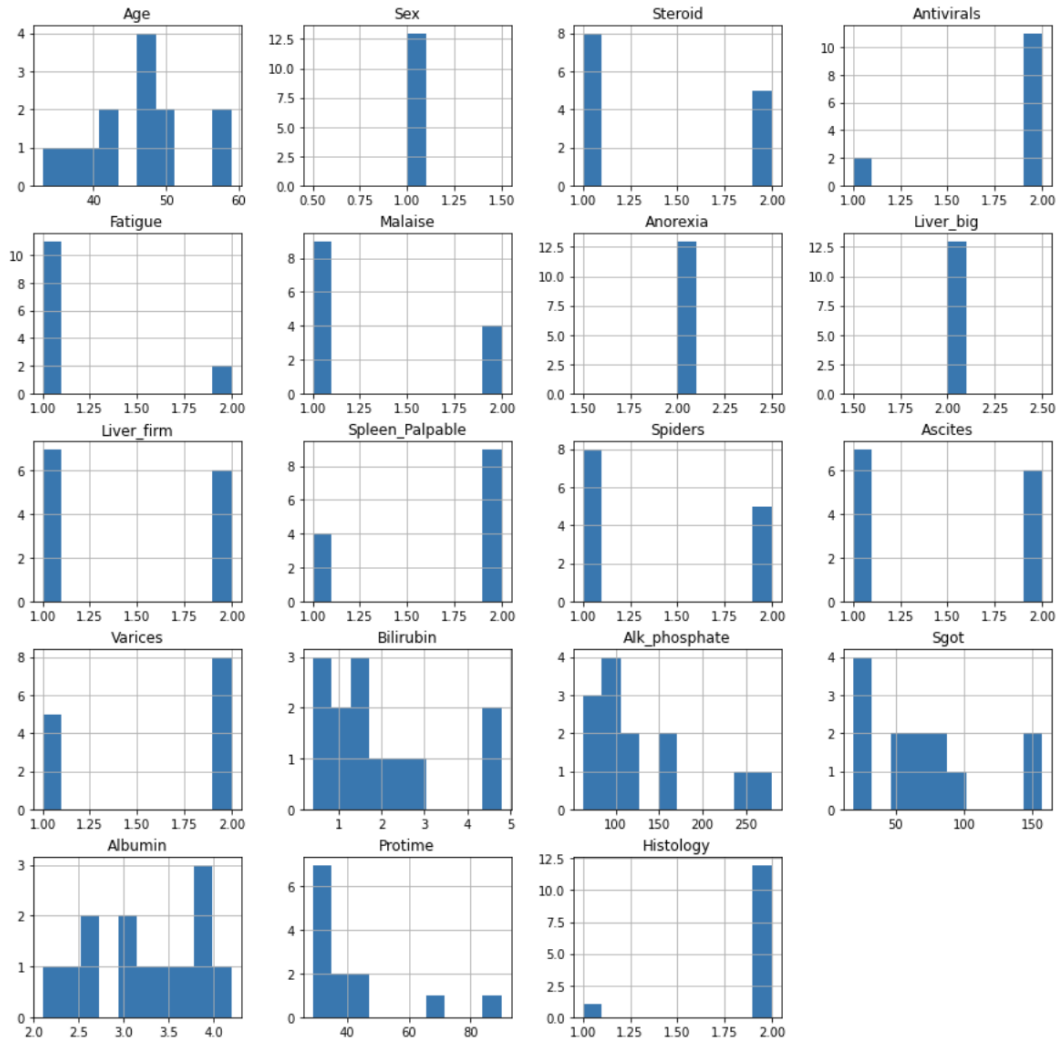 Age Sex Steroid Antivirals
4 3 2 1 0
40 50 60
12.5 10.0 7.5 5.0 2.5 0.0
0.50 0.75 1.00 1.25 1.50
8 6 4 2 0
1.00 1.25 1.50 1.75 2.00
10 8 6 4 2 0
1.00 1.25 1.50 1.75 2.00
Fatigue Malaise Anorexia Liver_big
10 8 6 4 2 0
1.00 1.25 1.50 1.75 2.00
8 6 4 2 0
1.00 1.25 1.50 1.75 2.00
12.5 10.0 7.5 5.0 2.5 0.0
1.50 1.75 2.00 2.25 2.50
12.5 10.0 7.5 5.0 2.5 0.0
1.50 1.75 2.00 2.25 2.50
Liver_firm Spleen_Palpable Spiders Ascites
6 4 2 0
1.00 1.25 1.50 1.75 2.00
8 6 4 2 0
1.00 1.25 1.50 1.75 2.00
8 6 4 2 0
1.00 1.25 1.50 1.75 2.00
6 4 2 0
1.00 1.25 1.50 1.75 2.00
Varices Bilirubin Alk_phosphate Sgot
8 6 4 2 0
1.00 1.25 1.50 1.75 2.00
3 2 1 0
1 2 3 4 5
4 3 2 1 0
100 150 200 250
4 3 2 1 0
50 100 150
Albumin Protime Histology
3 2 1 0
2.0 2.5 3.0 3.5 4.0
6 4 2 0
40 60 80
12.5 10.0 7.5 5.0 2.5 0.0
1.00 1.25 1.50 1.75 2.00